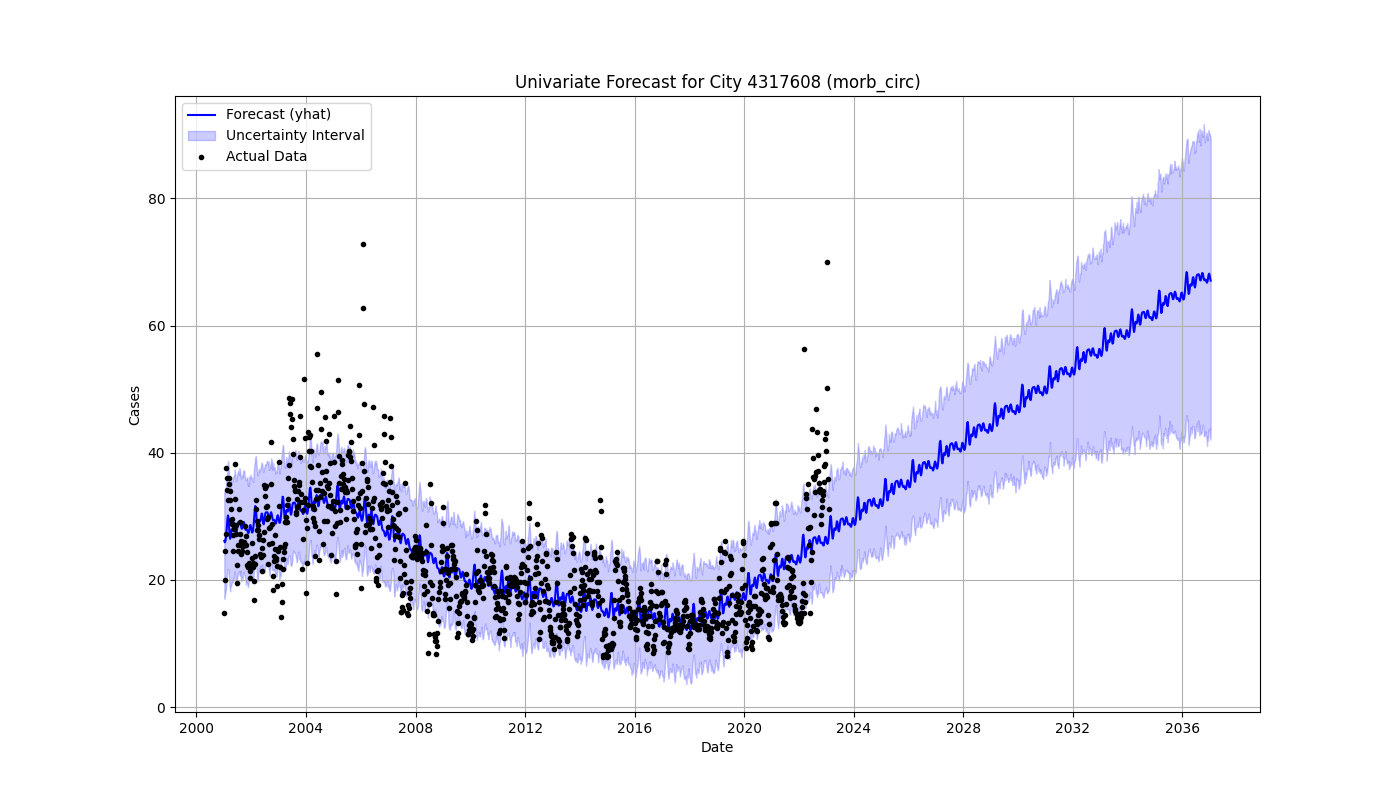 Univariate Forecast for City 4317608 (morb_circ)
Forecast (yhat)
Uncertainty Interval
Actual Data
Cases
80
60
40
20
0
2000 2004 2008 2012 2016 2020 2024 2028 2032 2036
Date